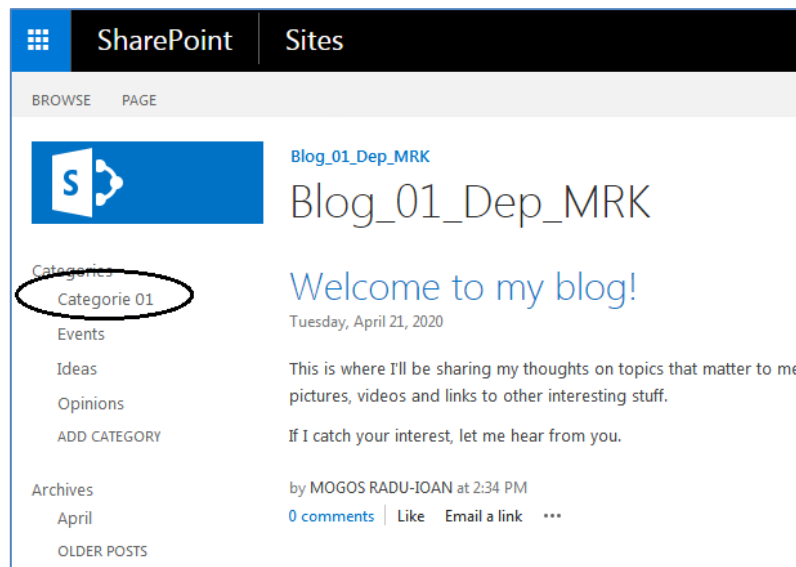 SharePoint Sites
BROWSE PAGE
S
Blog_01_Dep_MRK
Blog_01_Dep_MRK
Categories
Categorie 01
Events
Ideas
Opinions
ADD CATEGORY
Archives
April
OLDER POSTS
Welcome to my blog!
Tuesday, April 21, 2020
This is where I'll be sharing my thoughts on topics that matter to me
pictures, videos and links to other interesting stuff.
If I catch your interest, let me hear from you.
by MOGOS RADU-IOAN at 2:34 PM
0 comments Like Email a link •••